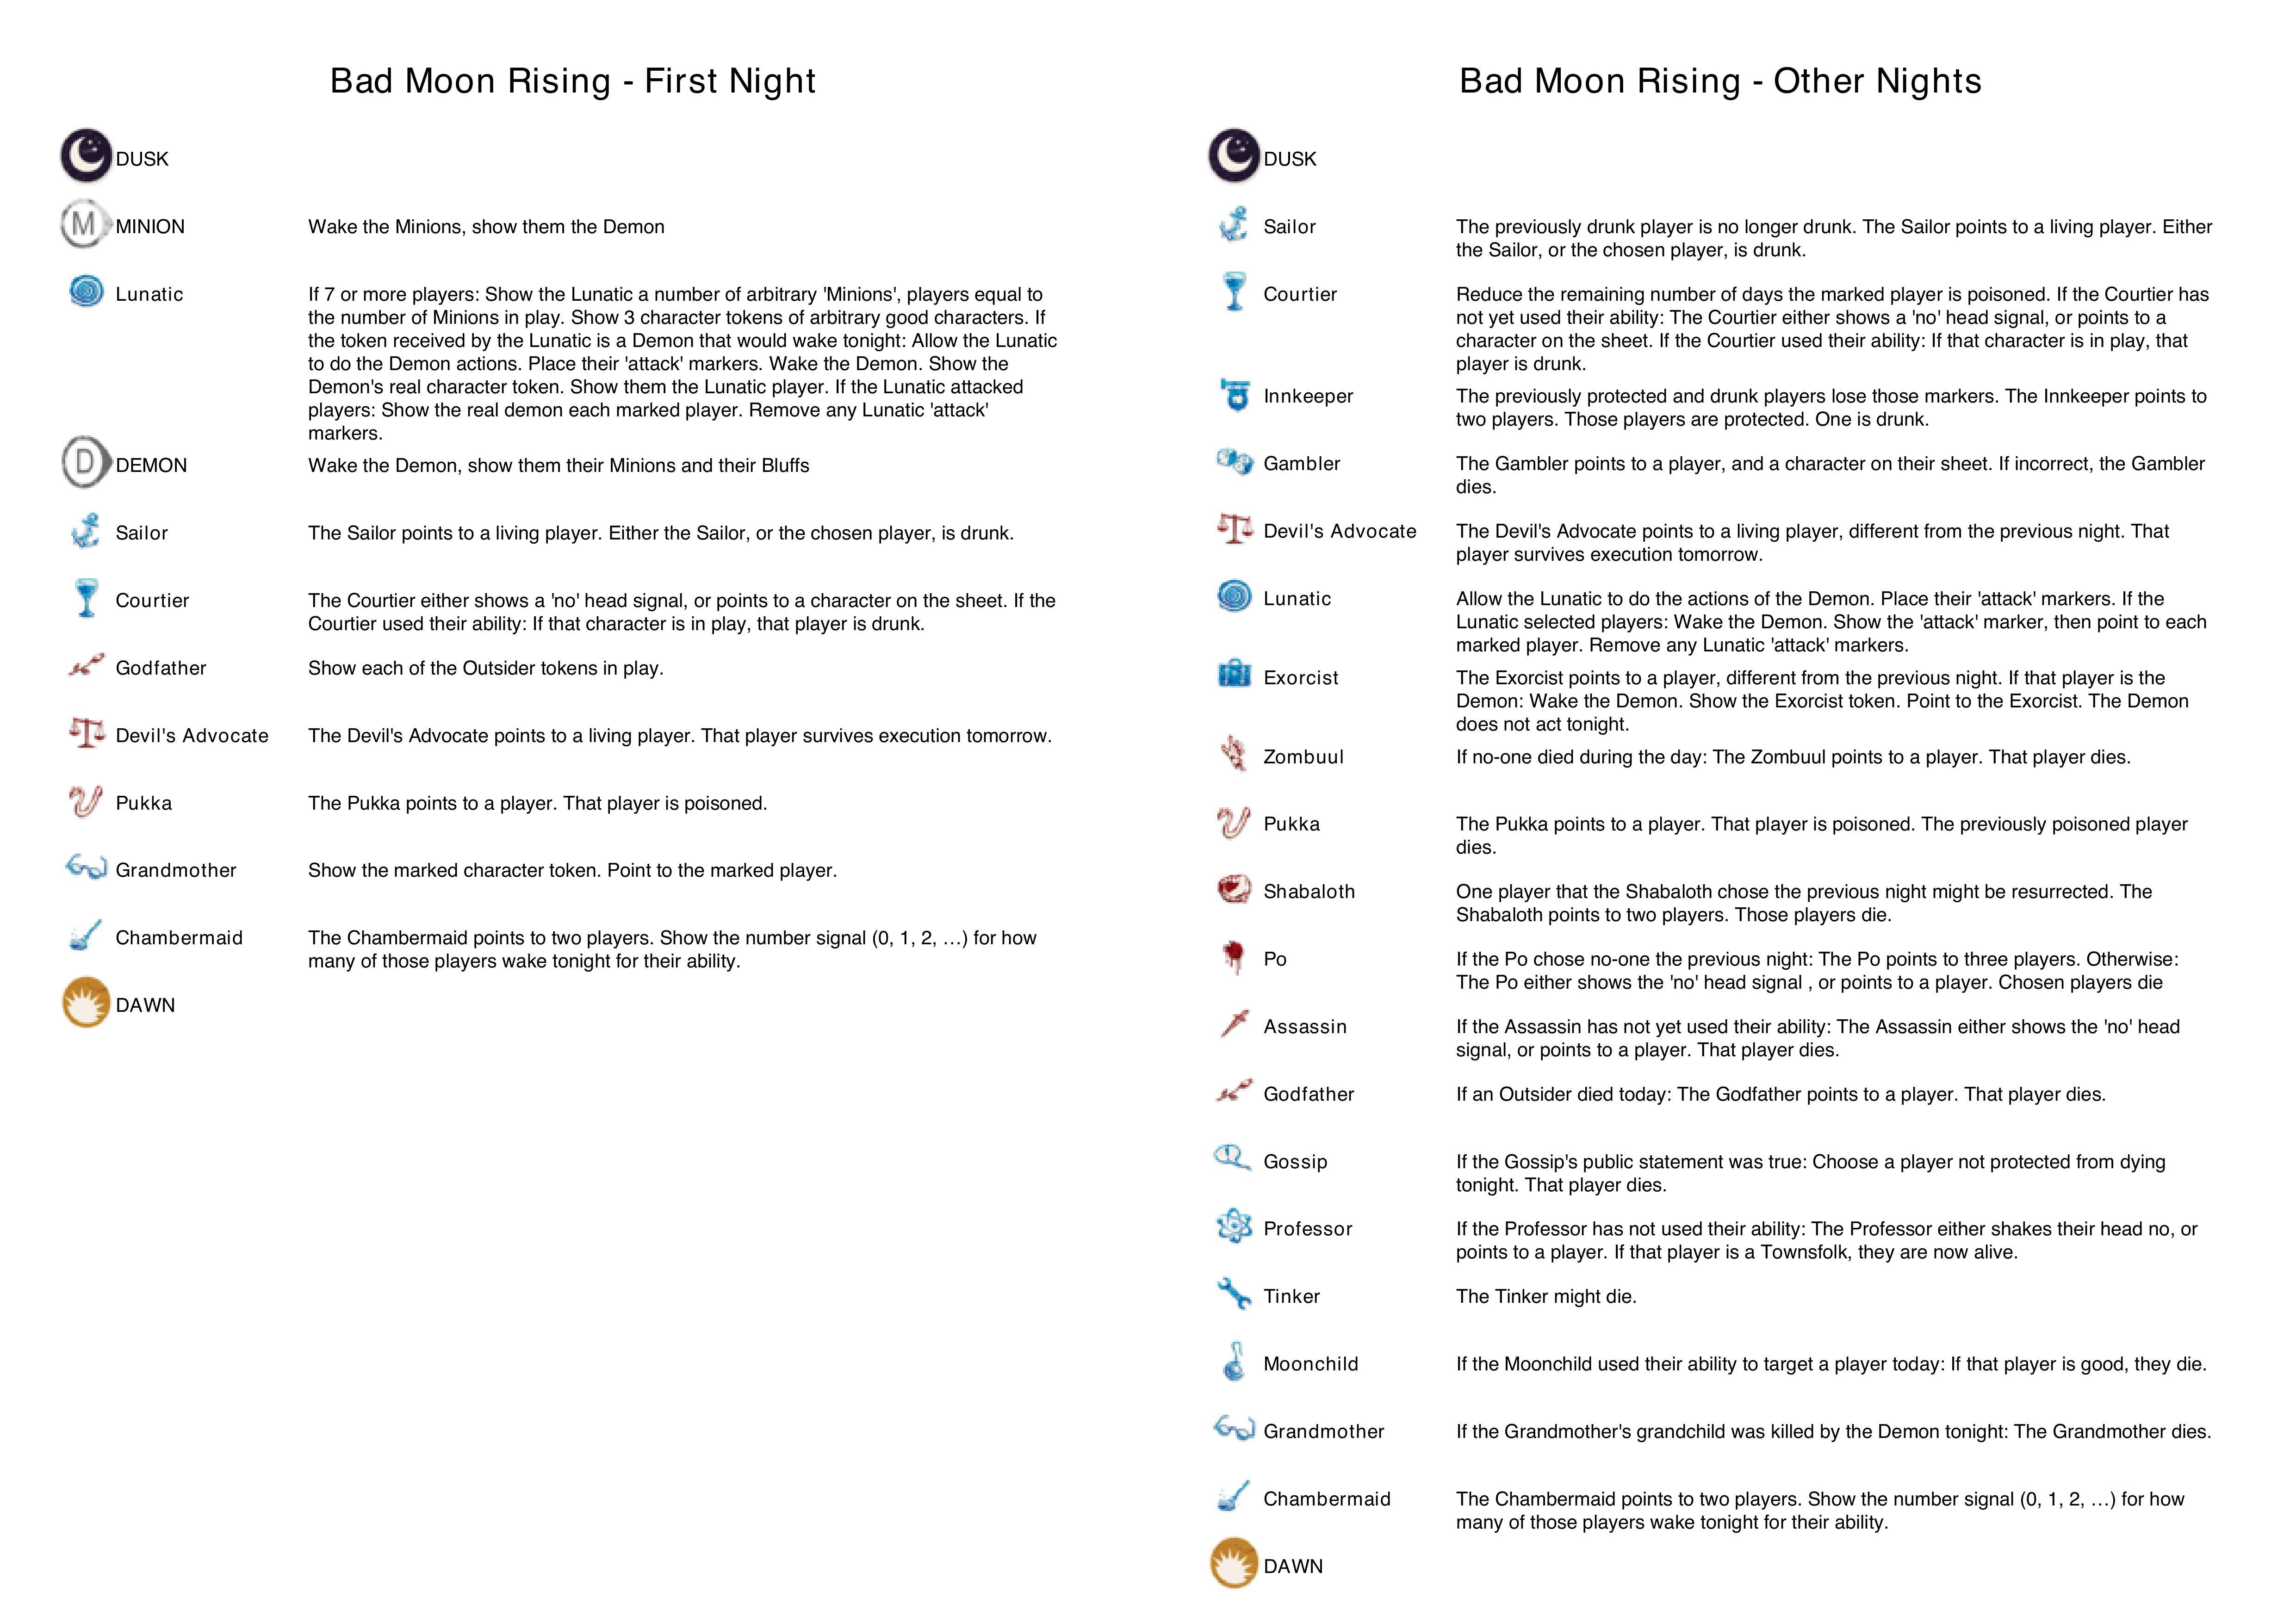 Bad Moon Rising - First Night
DUSK
M MINION Wake the Minions, show them the Demon
Lunatic If 7 or more players: Show the Lunatic a number of arbitrary 'Minions', players equal to
the number of Minions in play. Show 3 character tokens of arbitrary good characters. If
the token received by the Lunatic is a Demon that would wake tonight: Allow the Lunatic
to do the Demon actions. Place their 'attack' markers. Wake the Demon. Show the
Demon's real character token. Show them the Lunatic player. If the Lunatic attacked
players: Show the real demon each marked player. Remove any Lunatic 'attack'
markers.
D DEMON Wake the Demon, show them their Minions and their Bluffs
Sailor The Sailor points to a living player. Either the Sailor, or the chosen player, is drunk.
Courtier The Courtier either shows a 'no' head signal, or points to a character on the sheet. If the
Courtier used their ability: If that character is in play, that player is drunk.
Godfather Show each of the Outsider tokens in play.
Devil's Advocate The Devil's Advocate points to a living player. That player survives execution tomorrow.
Pukka The Pukka points to a player. That player is poisoned.
Grandmother Show the marked character token. Point to the marked player.
Chambermaid The Chambermaid points to two players. Show the number signal (0, 1, 2, …) for how
many of those players wake tonight for their ability.
DAWN
Bad Moon Rising - Other Nights
DUSK
Sailor The previously drunk player is no longer drunk. The Sailor points to a living player. Either
the Sailor, or the chosen player, is drunk.
Courtier Reduce the remaining number of days the marked player is poisoned. If the Courtier has
not yet used their ability: The Courtier either shows a 'no' head signal, or points to a
character on the sheet. If the Courtier used their ability: If that character is in play, that
player is drunk.
Innkeeper The previously protected and drunk players lose those markers. The Innkeeper points to
two players. Those players are protected. One is drunk.
Gambler The Gambler points to a player, and a character on their sheet. If incorrect, the Gambler
dies.
Devil's Advocate The Devil's Advocate points to a living player, different from the previous night. That
player survives execution tomorrow.
Lunatic Allow the Lunatic to do the actions of the Demon. Place their 'attack' markers. If the
Lunatic selected players: Wake the Demon. Show the 'attack' marker, then point to each
marked player. Remove any Lunatic 'attack' markers.
Exorcist The Exorcist points to a player, different from the previous night. If that player is the
Demon: Wake the Demon. Show the Exorcist token. Point to the Exorcist. The Demon
does not act tonight.
Zombuul If no-one died during the day: The Zombuul points to a player. That player dies.
Pukka The Pukka points to a player. That player is poisoned. The previously poisoned player
dies.
Shabaloth One player that the Shabaloth chose the previous night might be resurrected. The
Shabaloth points to two players. Those players die.
Po If the Po chose no-one the previous night: The Po points to three players. Otherwise:
The Po either shows the 'no' head signal , or points to a player. Chosen players die
Assassin If the Assassin has not yet used their ability: The Assassin either shows the 'no' head
signal, or points to a player. That player dies.
Godfather If an Outsider died today: The Godfather points to a player. That player dies.
Gossip If the Gossip's public statement was true: Choose a player not protected from dying
tonight. That player dies.
Professor If the Professor has not used their ability: The Professor either shakes their head no, or
points to a player. If that player is a Townsfolk, they are now alive.
Tinker The Tinker might die.
Moonchild If the Moonchild used their ability to target a player today: If that player is good, they die.
Grandmother If the Grandmother's grandchild was killed by the Demon tonight: The Grandmother dies.
Chambermaid The Chambermaid points to two players. Show the number signal (0, 1, 2, …) for how
many of those players wake tonight for their ability.
DAWN